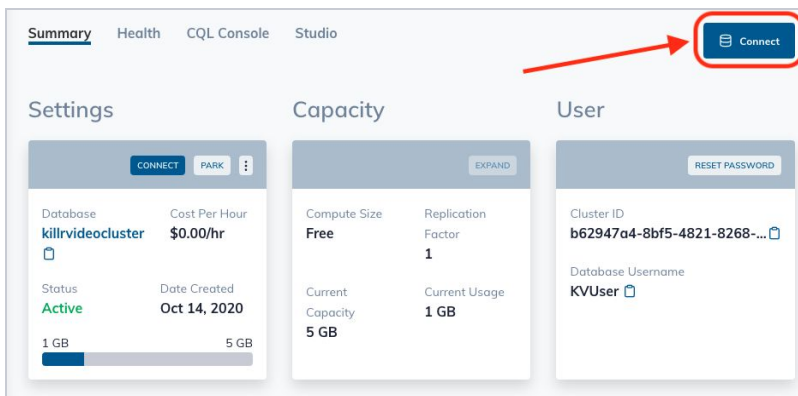 Summary Health CQL Console Studio
Connect
Settings
CONNECT PARK
Database Cost Per Hour
killrvideocluster $0.00/hr
Status Date Created
Active Oct 14, 2020
1 GB 5 GB
Capacity
EXPAND
Compute Size Replication
Free Factor
1
Current Current Usage
Capacity 1 GB
5 GB
User
RESET PASSWORD
Cluster ID
b62947a4-8bf5-4821-8268-...
Database Username
KVUser